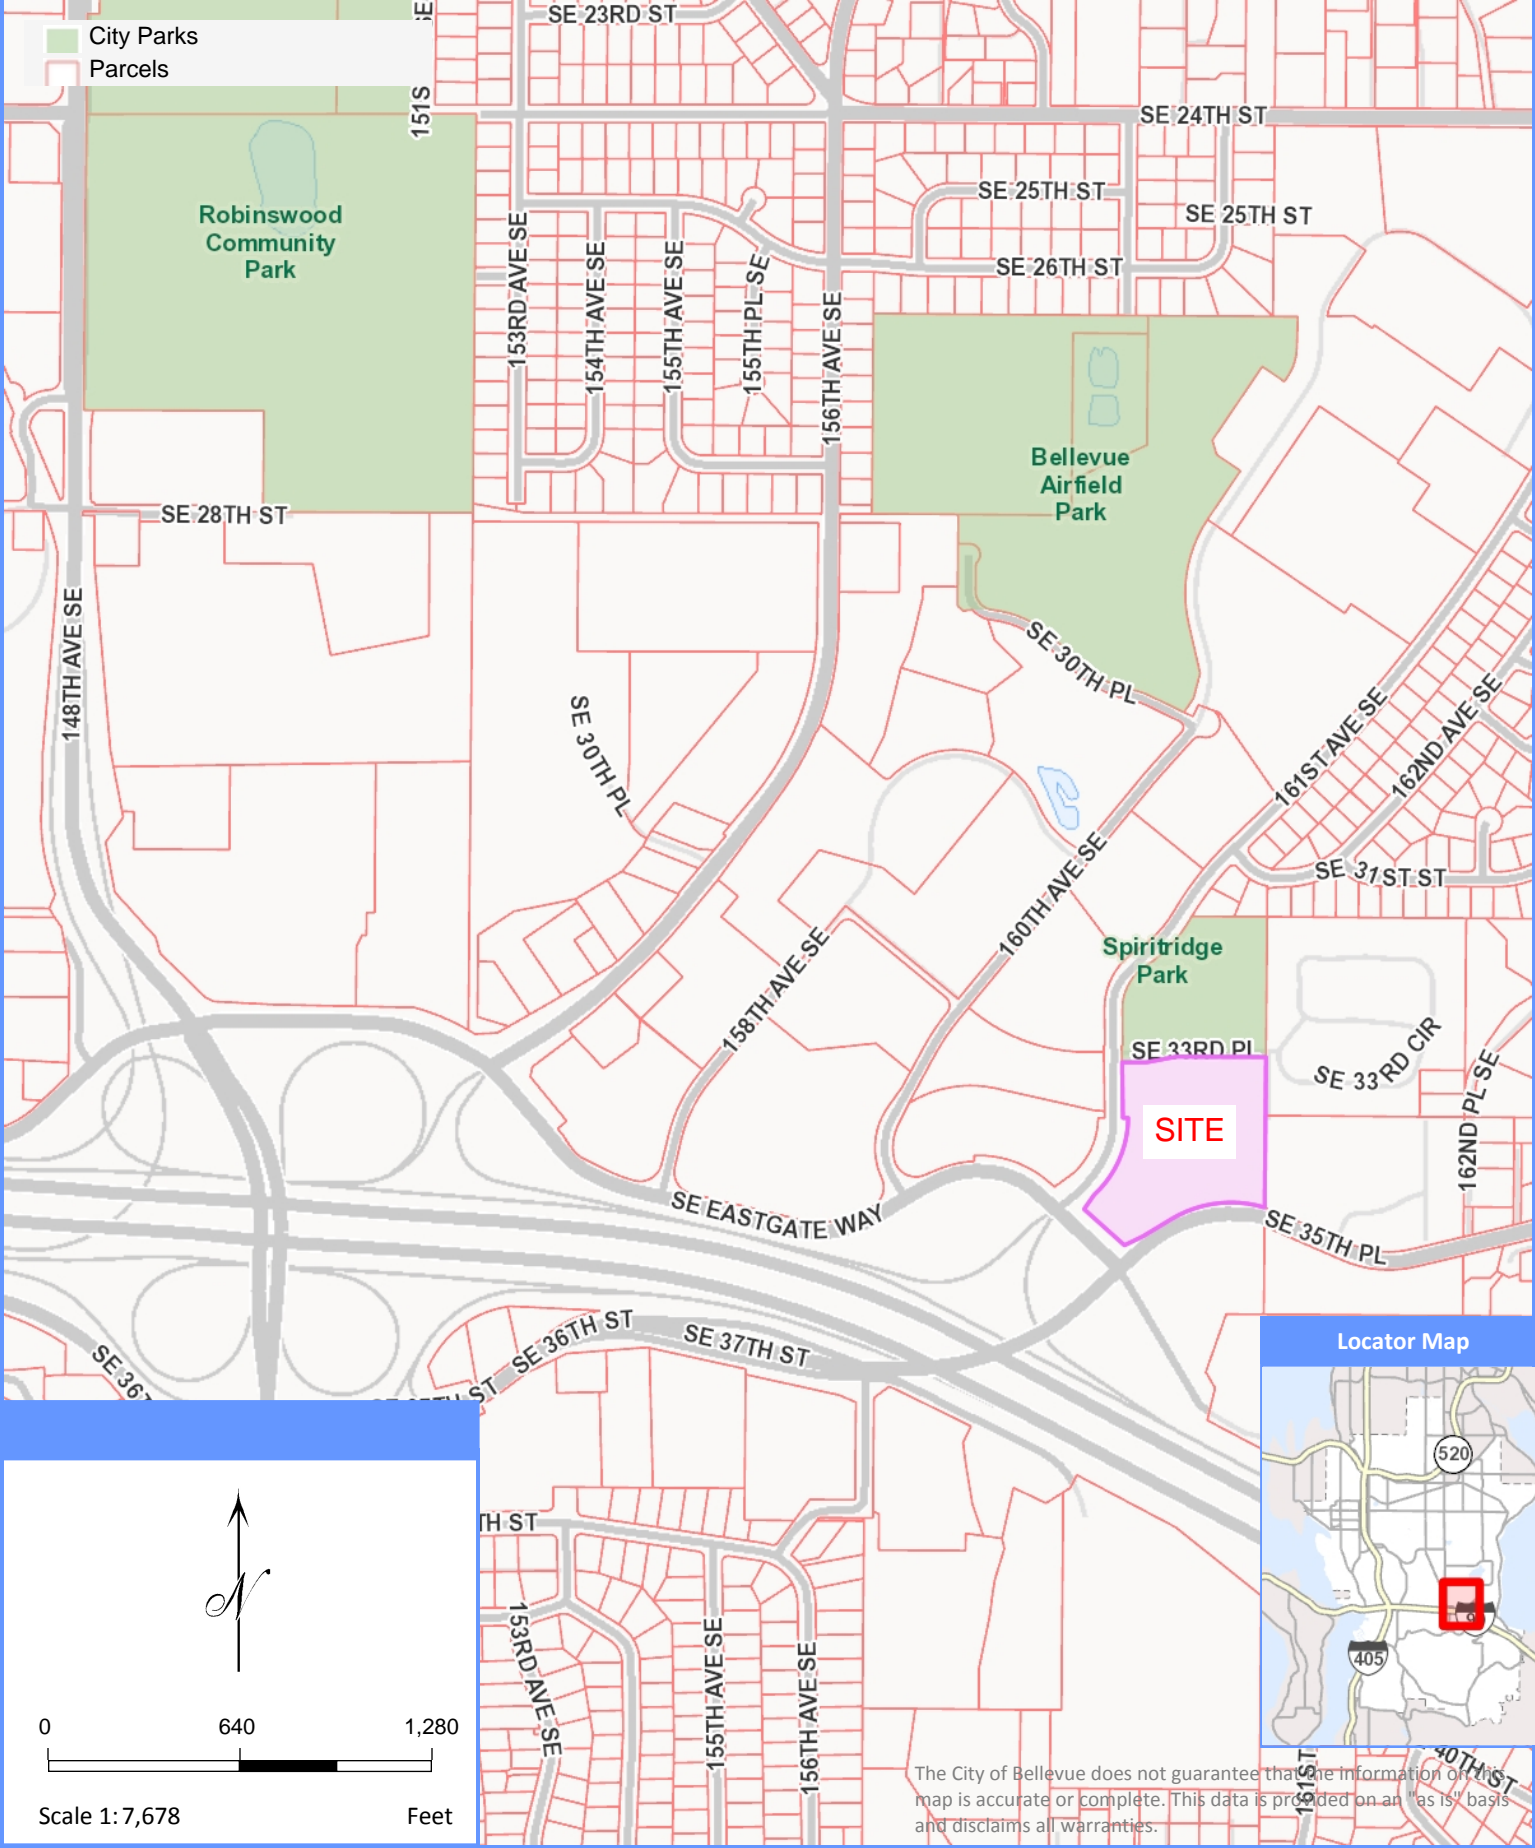 City Parks
Parcels
SE 23RD ST
SE 24TH ST
SE 25TH ST
SE 25TH ST
SE 26TH ST
Robinswood
Community
Park
153RD AVE SE
154TH AVE SE
155TH AVE SE
155TH PL SE
156TH AVE SE
Bellevue
Airfield
Park
SE 28TH ST
148TH AVE SE
SE 30TH PL
SE 30TH PL
161ST AVE SE
162ND AVE SE
SE 31ST ST
160TH AVE SE
158TH AVE SE
Spiritridge
Park
SE 33RD PL
SE 33RD CIR
162ND PL SE
SITE
SE EASTGATE WAY
SE 35TH PL
SE 36TH ST
SE 37TH ST
Locator Map
520
405
TH ST
153RD AVE SE
155TH AVE SE
156TH AVE SE
161ST
40TH ST
0 640 1,280
Scale 1: 7,678 Feet
The City of Bellevue does not guarantee that the information on this
map is accurate or complete. This data is provided on an "as is" basis
and disclaims all warranties.